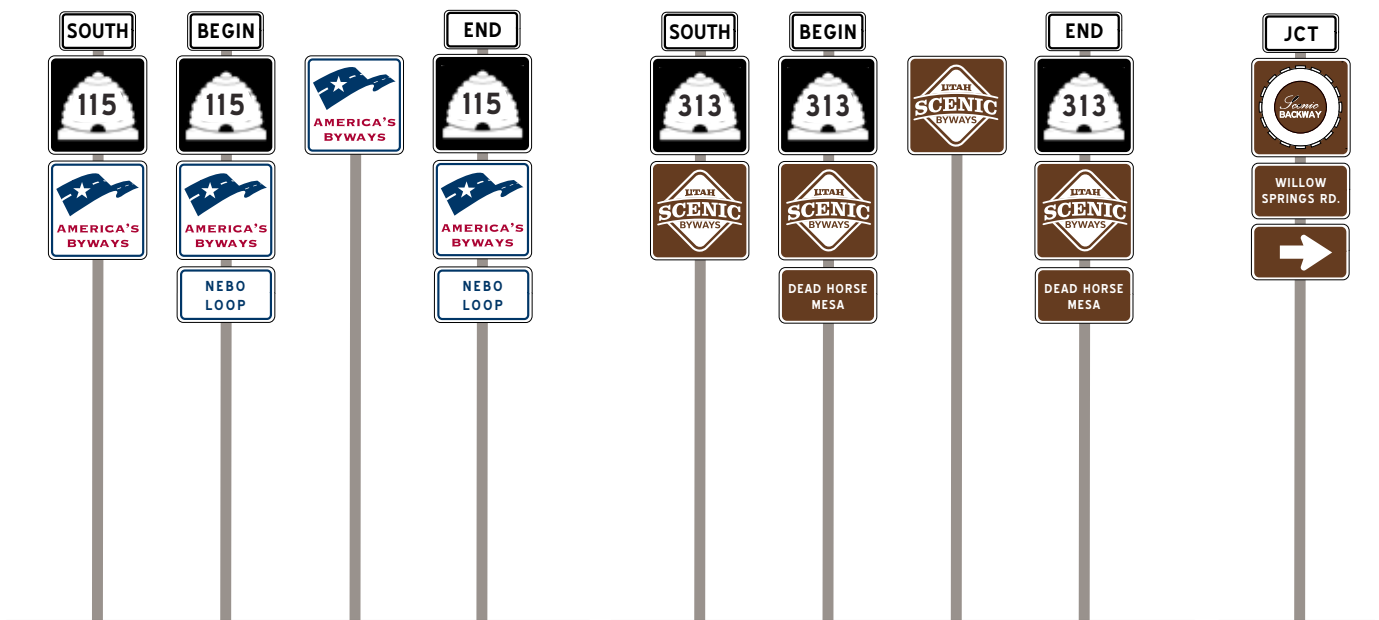 SOUTH
115
AMERICA'S
BYWAYS
BEGIN
115
AMERICA'S
BYWAYS
NEBO
LOOP
AMERICA'S
BYWAYS
END
115
AMERICA'S
BYWAYS
NEBO
LOOP
SOUTH
313
UTAH
SCENIC
BYWAYS
BEGIN
313
UTAH
SCENIC
BYWAYS
DEAD HORSE
MESA
UTAH
SCENIC
BYWAYS
END
313
UTAH
SCENIC
BYWAYS
DEAD HORSE
MESA
JCT
Scenic
BACKWAY
WILLOW
SPRINGS RD.